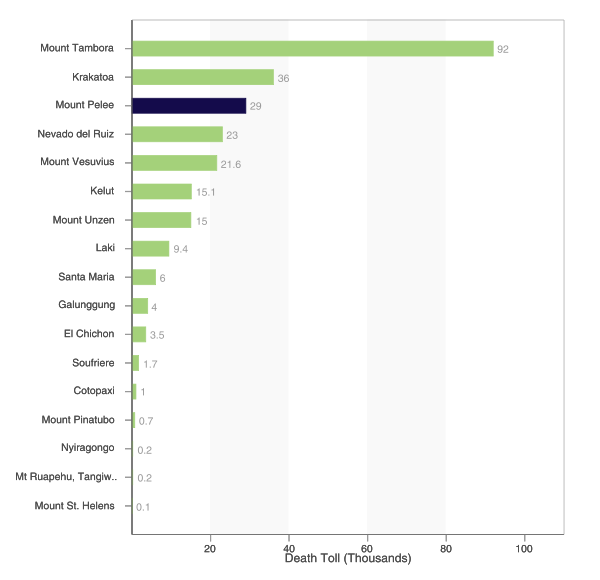 Mount Tambora 92
Krakatoa 36
Mount Pelee 29
Nevado del Ruiz 23
Mount Vesuvius 21.6
Kelut 15.1
Mount Unzen 15
Laki 9.4
Santa Maria 6
Galunggung 4
El Chichon 3.5
Soufriere 1.7
Cotopaxi 1
Mount Pinatubo 0.7
Nyiragongo 0.2
Mt Ruapehu, Tangiw.. 0.2
Mount St. Helens 0.1
20 40 60 80 100
Death Toll (Thousands)